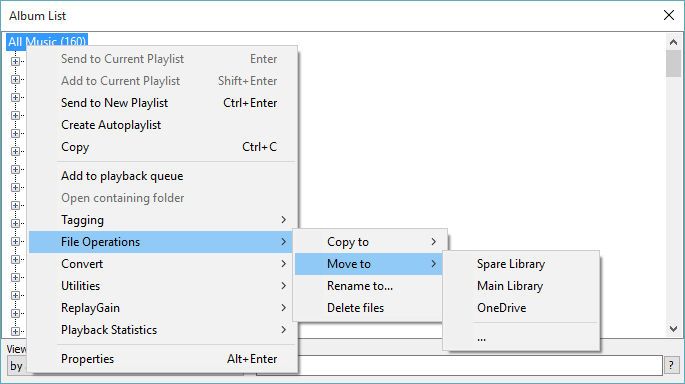 Album List
All Music (160)
Send to Current Playlist Enter
Add to Current Playlist Shift+Enter
Send to New Playlist Ctrl+Enter
Create Autoplaylist
Copy Ctrl+C
Add to playback queue
Open containing folder
Tagging
File Operations
Copy to
Convert
Move to
Spare Library
Utilities
Rename to...
Main Library
ReplayGain
Delete files
OneDrive
Playback Statistics
...
View
Properties Alt+Enter
by
?